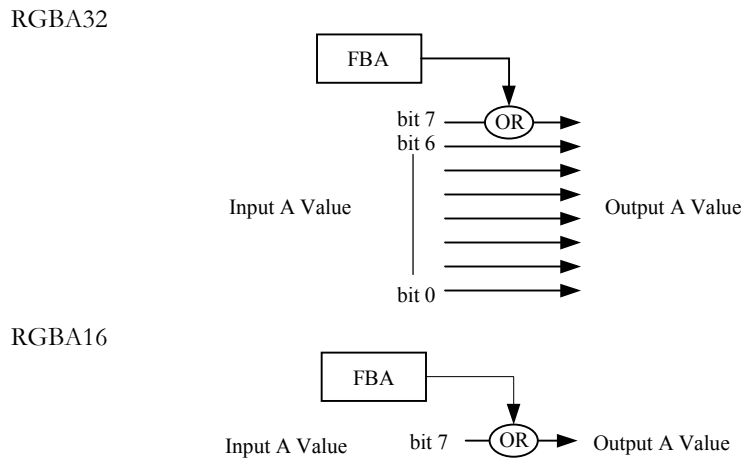 RGBA32
FBA
bit 7
OR
bit 6
Input A Value
Output A Value
bit 0
RGBA16
FBA
Input A Value
bit 7
OR
Output A Value